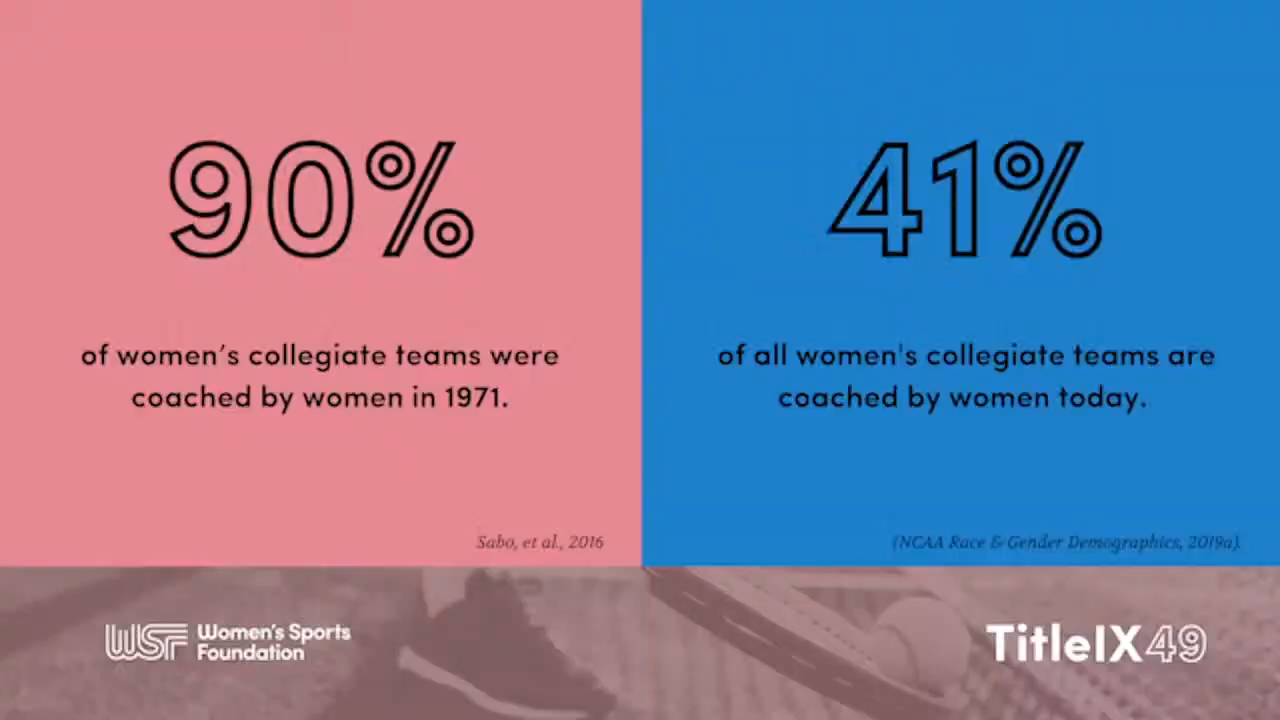 90%
of women's collegiate teams were
coached by women in 1971.
Sabo, et al., 2016
41%
of all women's collegiate teams are
coached by women today.
(NCAA Race & Gender Demographics, 2019a).
WSF Women's Sports
Foundation
TitleIX49